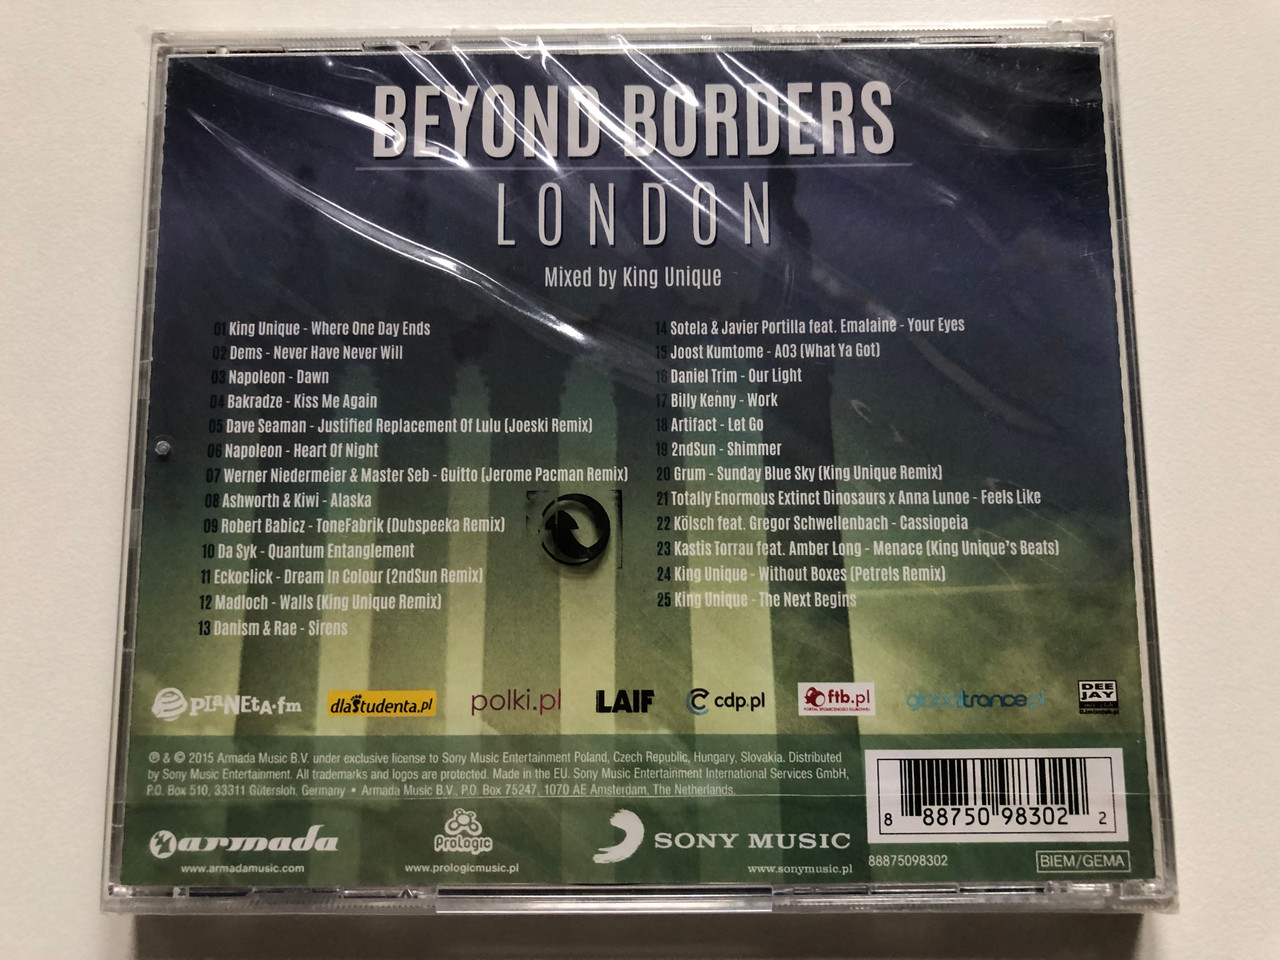 BEYOND BORDERS
LONDON
Mixed by King Unique
01 King Unique - Where One Day Ends
02 Dems - Never Have Never Will
03 Napoleon - Dawn
04 Bakradze - Kiss Me Again
05 Dave Seaman - Justified Replacement Of Lulu (Joeski Remix)
06 Napoleon - Heart Of Night
07 Werner Niedermeier & Master Seb - Guitto (Jerome Pacman Remix)
08 Ashworth & Kiwi - Alaska
09 Robert Babicz - ToneFabrik (Dubspeeka Remix)
10 Da Syk - Quantum Entanglement
11 Eckoclick - Dream In Colour (2ndSun Remix)
12 Madloch - Walls (King Unique Remix)
13 Danism & Rae - Sirens
14 Sotela & Javier Portilla feat. Emalaine - Your Eyes
15 Joost Kumtome - A03 (What Ya Got)
16 Daniel Trim - Our Light
17 Billy Kenny - Work
18 Artifact - Let Go
19 2ndSun - Shimmer
20 Grum - Sunday Blue Sky (King Unique Remix)
21 Totally Enormous Extinct Dinosaurs x Anna Lunoe - Feels Like
22 Kölsch feat. Gregor Schwellenbach - Cassiopeia
23 Kastis Torrau feat. Amber Long - Menace (King Unique's Beats)
24 King Unique - Without Boxes (Petrels Remix)
25 King Unique - The Next Begins
PLANETA.fm
dlaStudenta.pl
polki.pl
LAIF
cdp.pl
ftb.pl
globaltrance.pl
DEE JAY
℗ & © 2015 Armada Music B.V. under exclusive license to Sony Music Entertainment Poland, Czech Republic, Hungary, Slovakia. Distributed
by Sony Music Entertainment. All trademarks and logos are protected. Made in the EU. Sony Music Entertainment International Services GmbH,
P.O. Box 510, 33311 Gütersloh, Germany • Armada Music B.V., P.O. Box 75247, 1070 AE Amsterdam, The Netherlands.
armada
www.armadamusic.com
ProLogic
www.prologicmusic.pl
SONY MUSIC
www.sonymusic.pl
8 88750 98302 2
88875098302
BIEM/GEMA